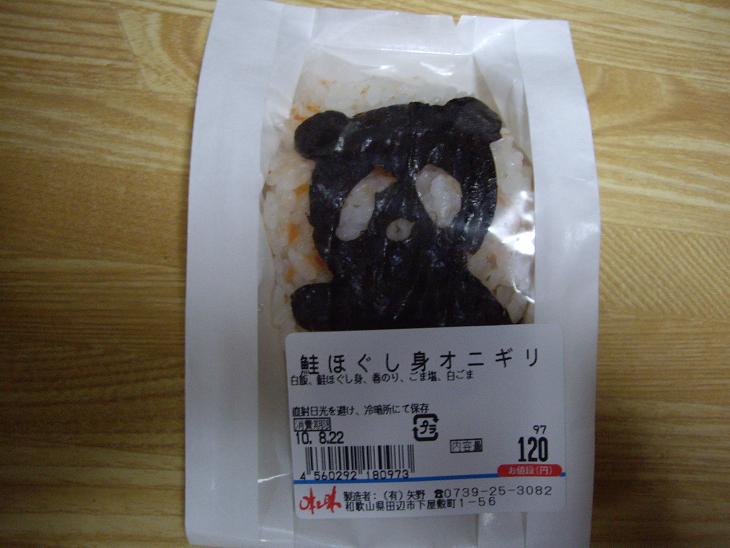 鮭ほぐし身オニギリ
白飯、鮭ほぐし身、香のり、ごま塩、白ごま
直射日光を避け、冷暗所にて保存
消費期限
10. 8.22
プラ
内容量
97
120
お値段(円)
4 560292 180973
製造者:(有)矢野 ☎0739-25-3082
和歌山県田辺市下屋敷町1-56